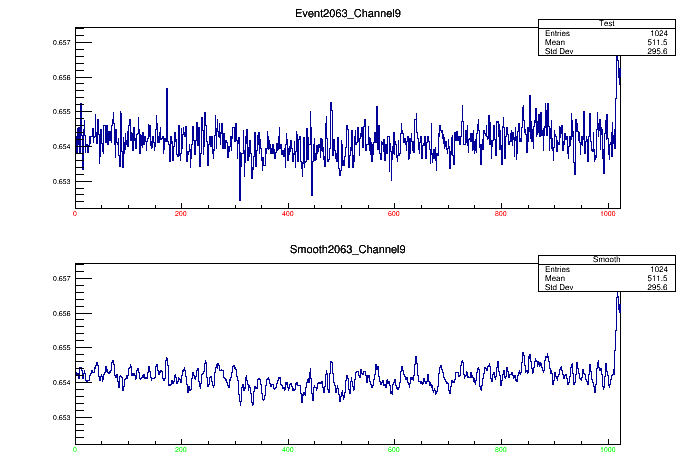 Event2063_Channel9
Test
Entries 1024
Mean 511.5
Std Dev 295.6
0.657
0.656
0.655
0.654
0.653
0 200 400 600 800 1000
Smooth2063_Channel9
Smooth
Entries 1024
Mean 511.5
Std Dev 295.6
0.657
0.656
0.655
0.654
0.653
0 200 400 600 800 1000